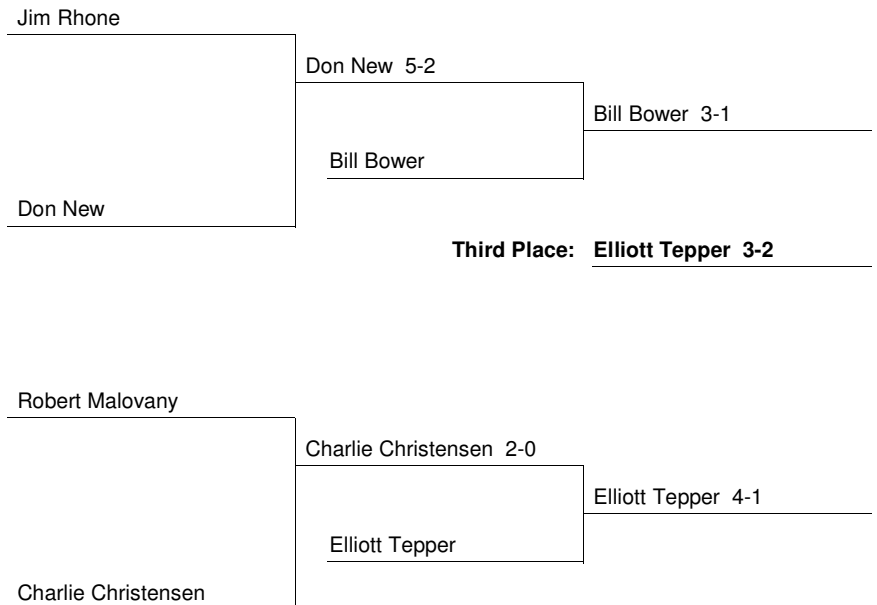 Jim Rhone
Don New 5-2
Bill Bower 3-1
Bill Bower
Don New
Third Place: Elliott Tepper 3-2
Robert Malovany
Charlie Christensen 2-0
Elliott Tepper 4-1
Elliott Tepper
Charlie Christensen